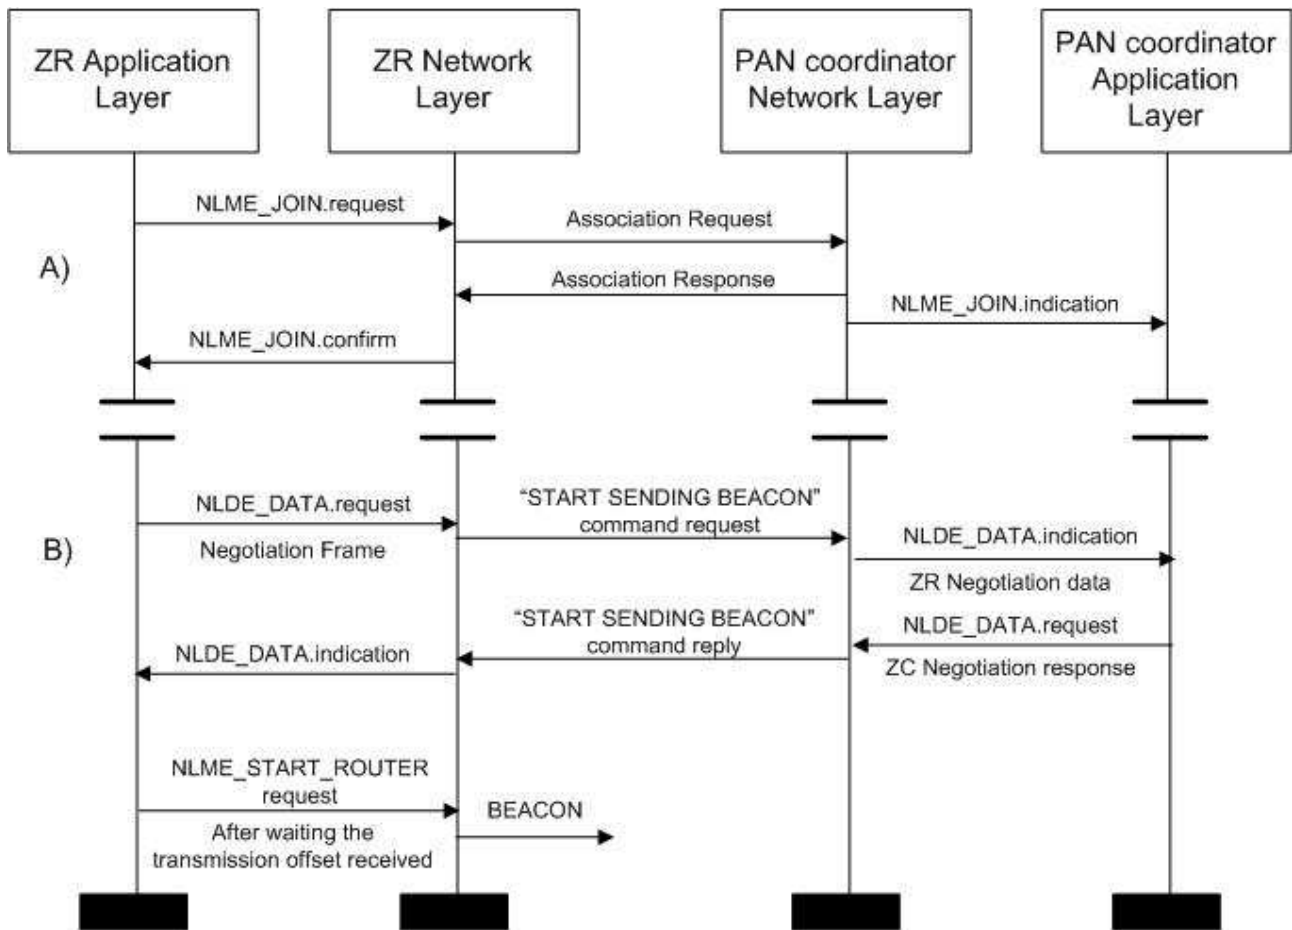 ZR Application
Layer
ZR Network
Layer
PAN coordinator
Network Layer
PAN coordinator
Application
Layer
A)
NLME_JOIN.request
Association Request
Association Response
NLME_JOIN.indication
NLME_JOIN.confirm
B)
NLDE_DATA.request
Negotiation Frame
“START SENDING BEACON”
command request
NLDE_DATA.indication
ZR Negotiation data
NLDE_DATA.request
ZC Negotiation response
“START SENDING BEACON”
command reply
NLDE_DATA.indication
NLME_START_ROUTER
request
After waiting the
transmission offset received
BEACON